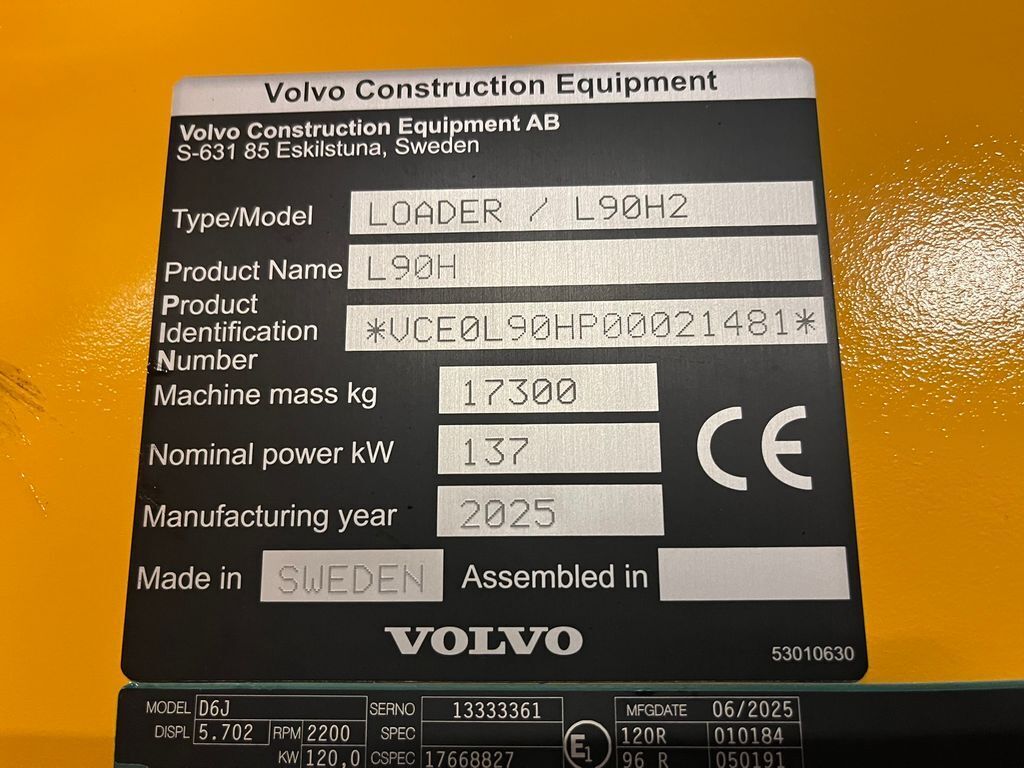 Volvo Construction Equipment
Volvo Construction Equipment AB
S-631 85 Eskilstuna, Sweden
Type/Model LOADER / L90H2
Product Name L90H
Product
Identification *VCE0L90HP00021481*
Number
Machine mass kg 17300
Nominal power kW 137
CE
Manufacturing year 2025
Made in SWEDEN Assembled in
VOLVO
53010630
MODEL D6J SERNO 13333361 MFGDATE 06/2025
DISPL 5.702 RPM 2200 SPEC E1 120R 010184
KW 120,0 CSPEC 17668827 96 R 050191